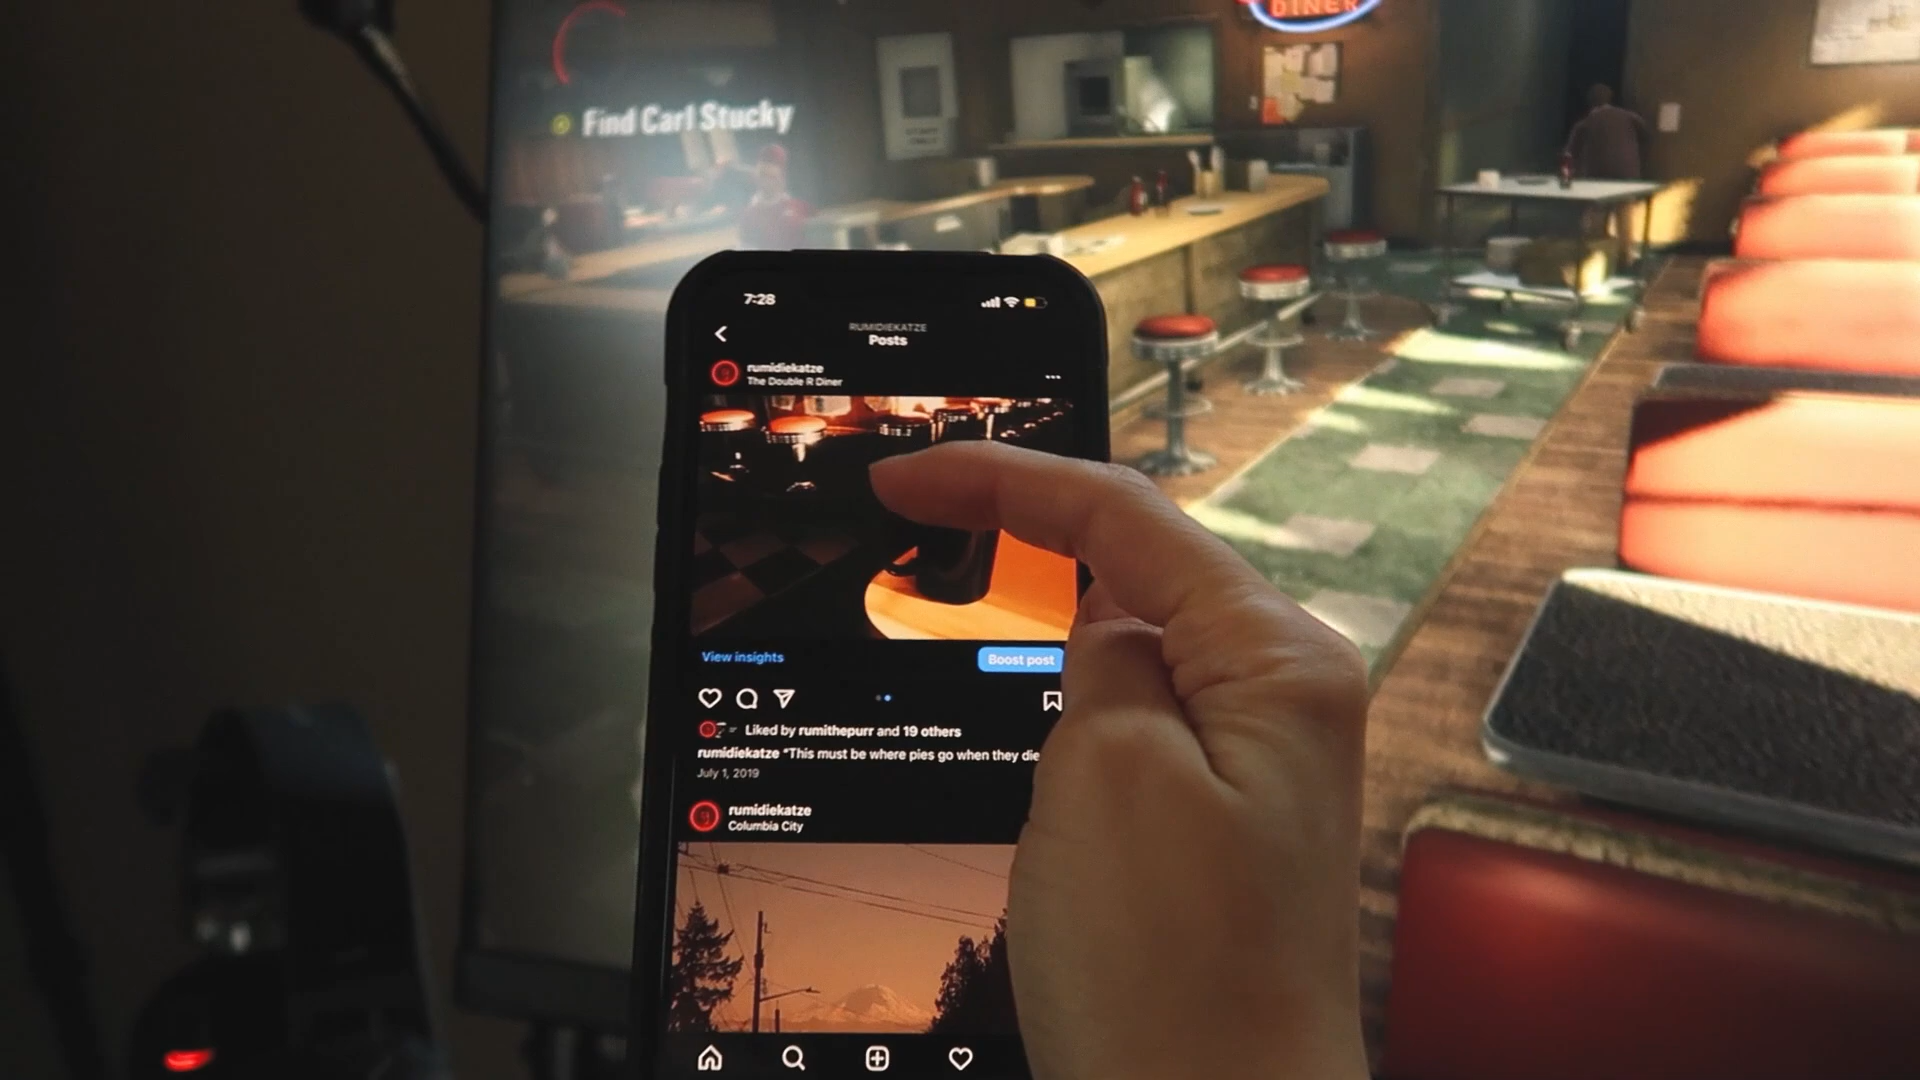 DINER
Find Carl Stucky
7:28
RUMIDIEKATZE
Posts
rumidiekatze
The Double R Diner
View insights
Boost post
Liked by rumithepurr and 19 others
rumidiekatze “This must be where pies go when they die
July 1, 2019
rumidiekatze
Columbia City